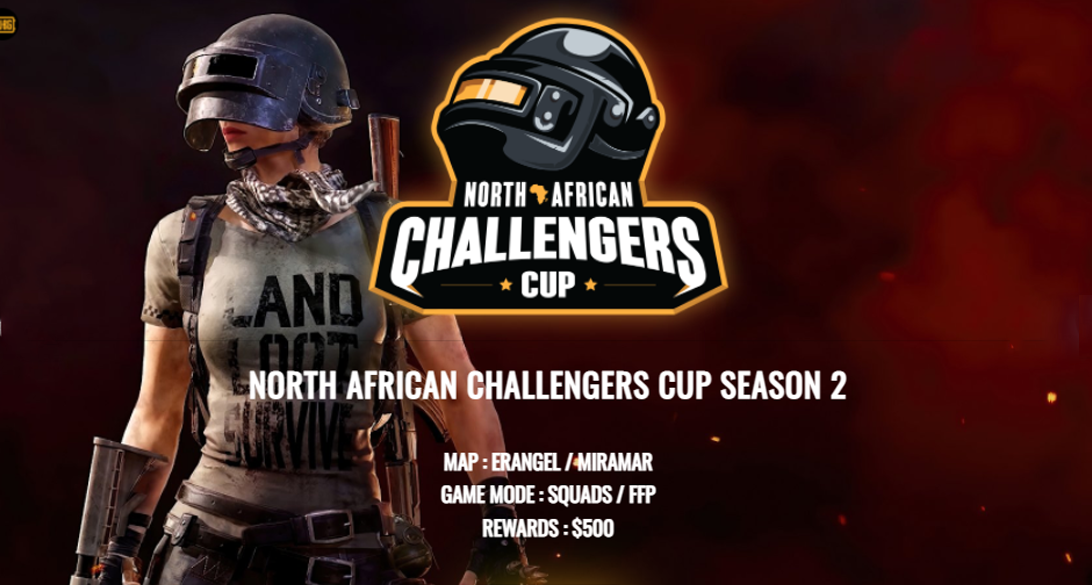 NORTH AFRICAN
CHALLENGERS
CUP
LAND
LOOT
SURVIVE
NORTH AFRICAN CHALLENGERS CUP SEASON 2
MAP : ERANGEL / MIRAMAR
GAME MODE : SQUADS / FFP
REWARDS : $500